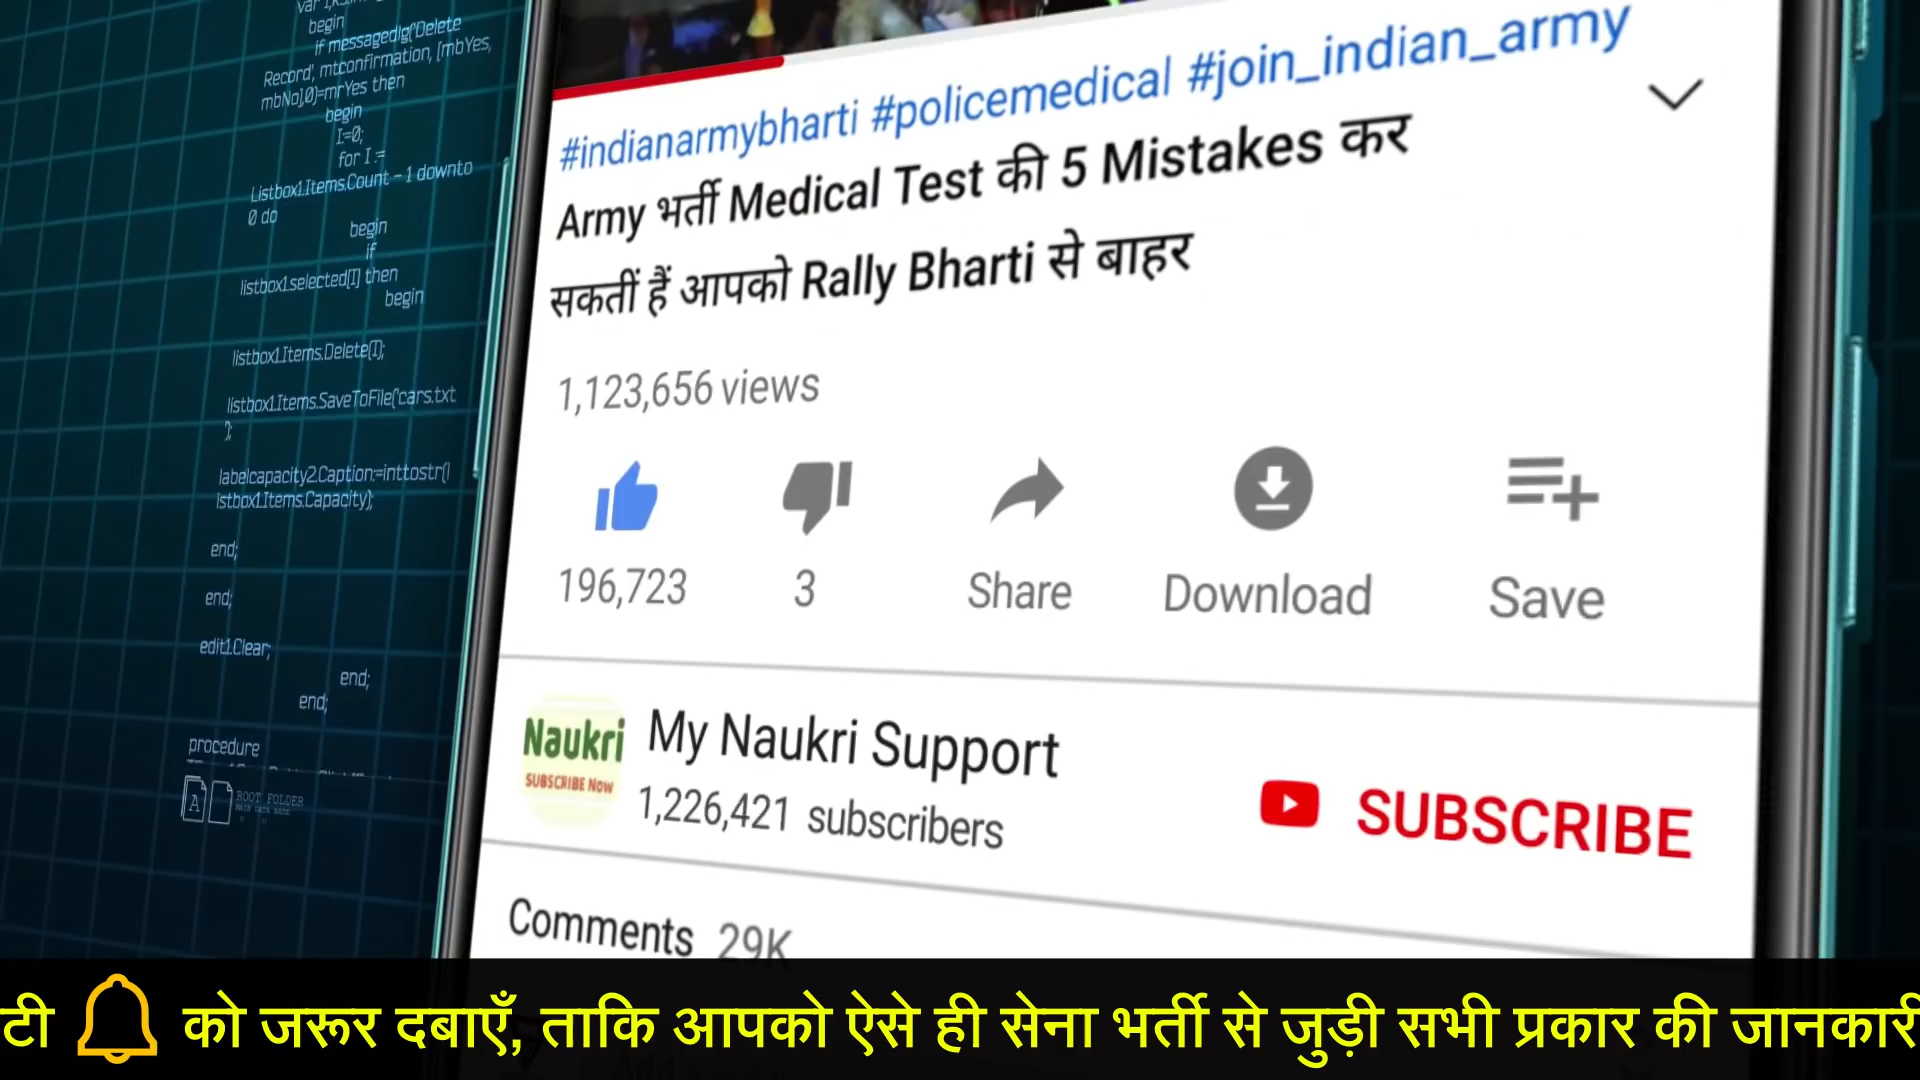 var
begin
if messagedlg('Delete
Record', mtconfirmation, [mbYes,
mbNo],0)=mrYes then
begin
I:=0;
for I :=
Listbox1.Items.Count - 1 downto
0 do
begin
if
listbox1.selected[I] then
begin
listbox1.Items.Delete(I);
listbox1.Items.SaveToFile('cars.txt
');
labelcapacity2.Caption:=inttostr(l
istbox1.Items.Capacity);
end;
end;
edit1.Clear;
end;
end;
procedure
A ROOT FOLDER
#indianarmybharti #policemedical #join_indian_army
Army भर्ती Medical Test की 5 Mistakes कर
सकतीं हैं आपको Rally Bharti से बाहर
1,123,656 views
196,723 3 Share Download Save
Naukri
SUBSCRIBE NOW
My Naukri Support
1,226,421 subscribers
SUBSCRIBE
Comments 29K
टी को जरूर दबाएँ, ताकि आपको ऐसे ही सेना भर्ती से जुड़ी सभी प्रकार की जानकारी